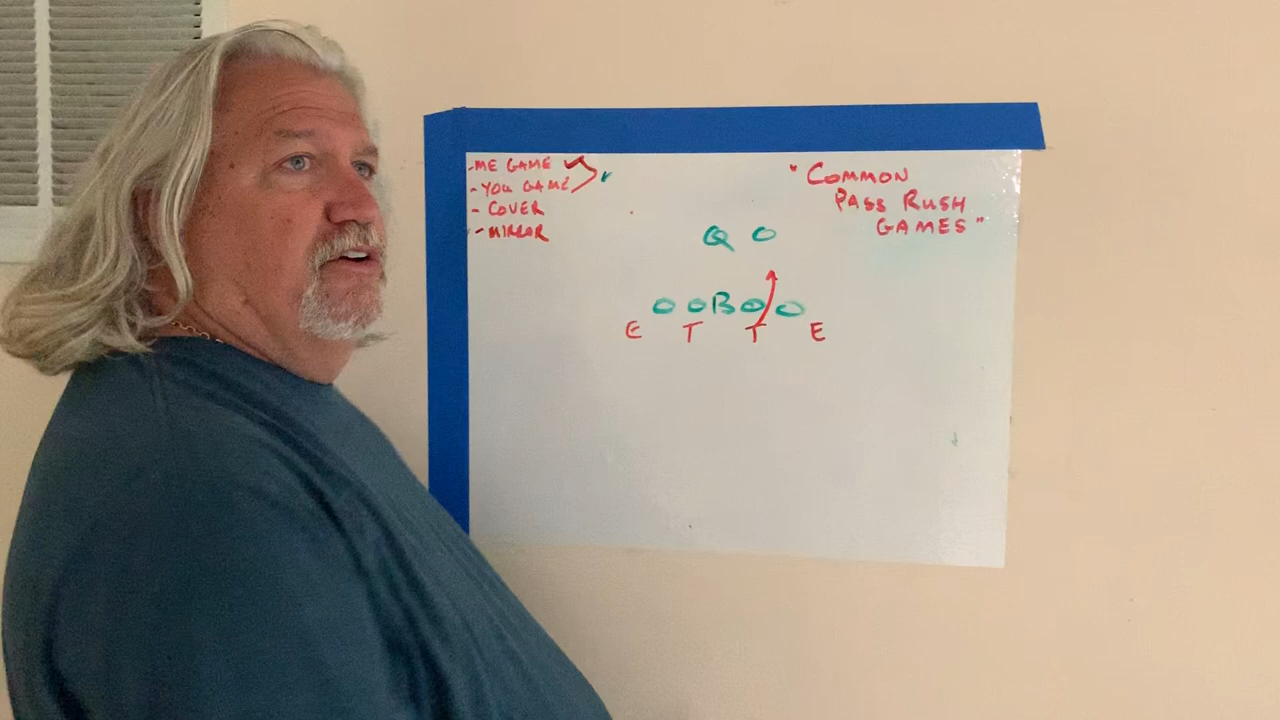 -ME GAME
-YOU GAME
- COVER
- MIRROR
"COMMON
PASS RUSH
GAMES"
Q O
O O B O O
E T T E